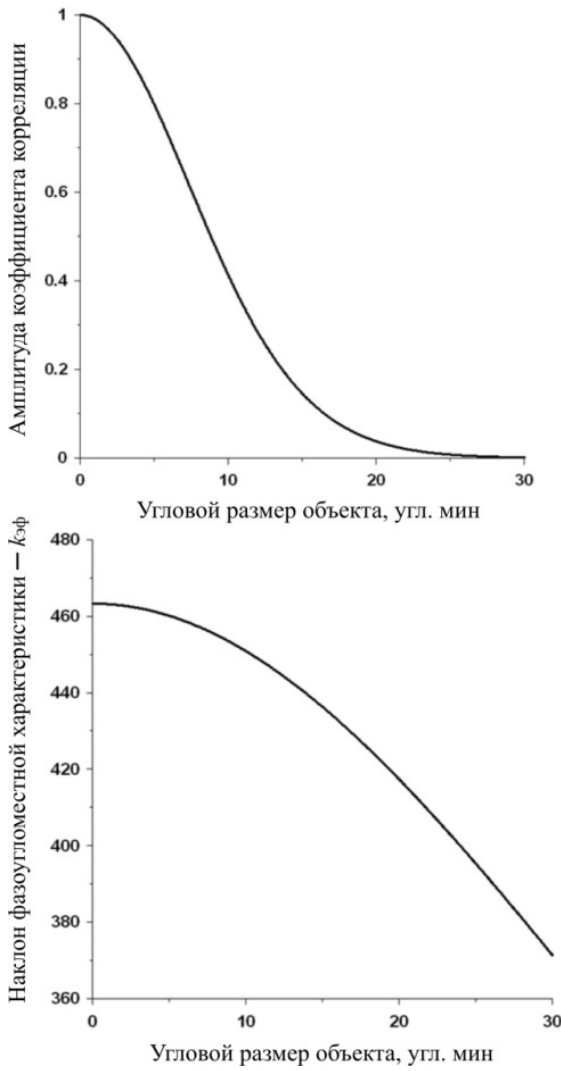 Амплитуда коэффициента корреляции
1
0.8
0.6
0.4
0.2
0
0 10 20 30
Угловой размер объекта, угл. мин
Наклон фазоугломестной характеристики — kэф
480
460
440
420
400
380
360
0 10 20 30
Угловой размер объекта, угл. мин